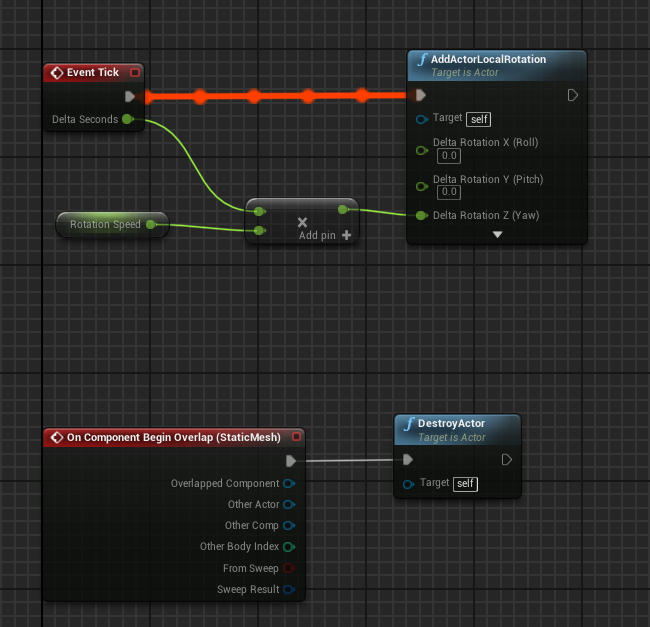 Event Tick
Delta Seconds
AddActorLocalRotation
Target is Actor
Target self
Delta Rotation X (Roll)
0.0
Delta Rotation Y (Pitch)
0.0
Delta Rotation Z (Yaw)
Rotation Speed
Add pin
On Component Begin Overlap (StaticMesh)
Overlapped Component
Other Actor
Other Comp
Other Body Index
From Sweep
Sweep Result
DestroyActor
Target is Actor
Target self